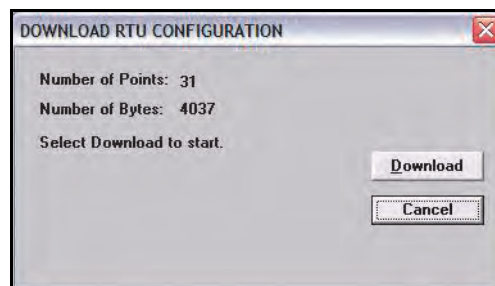 DOWNLOAD RTU CONFIGURATION
Number of Points: 31
Number of Bytes: 4037
Select Download to start.
Download
Cancel